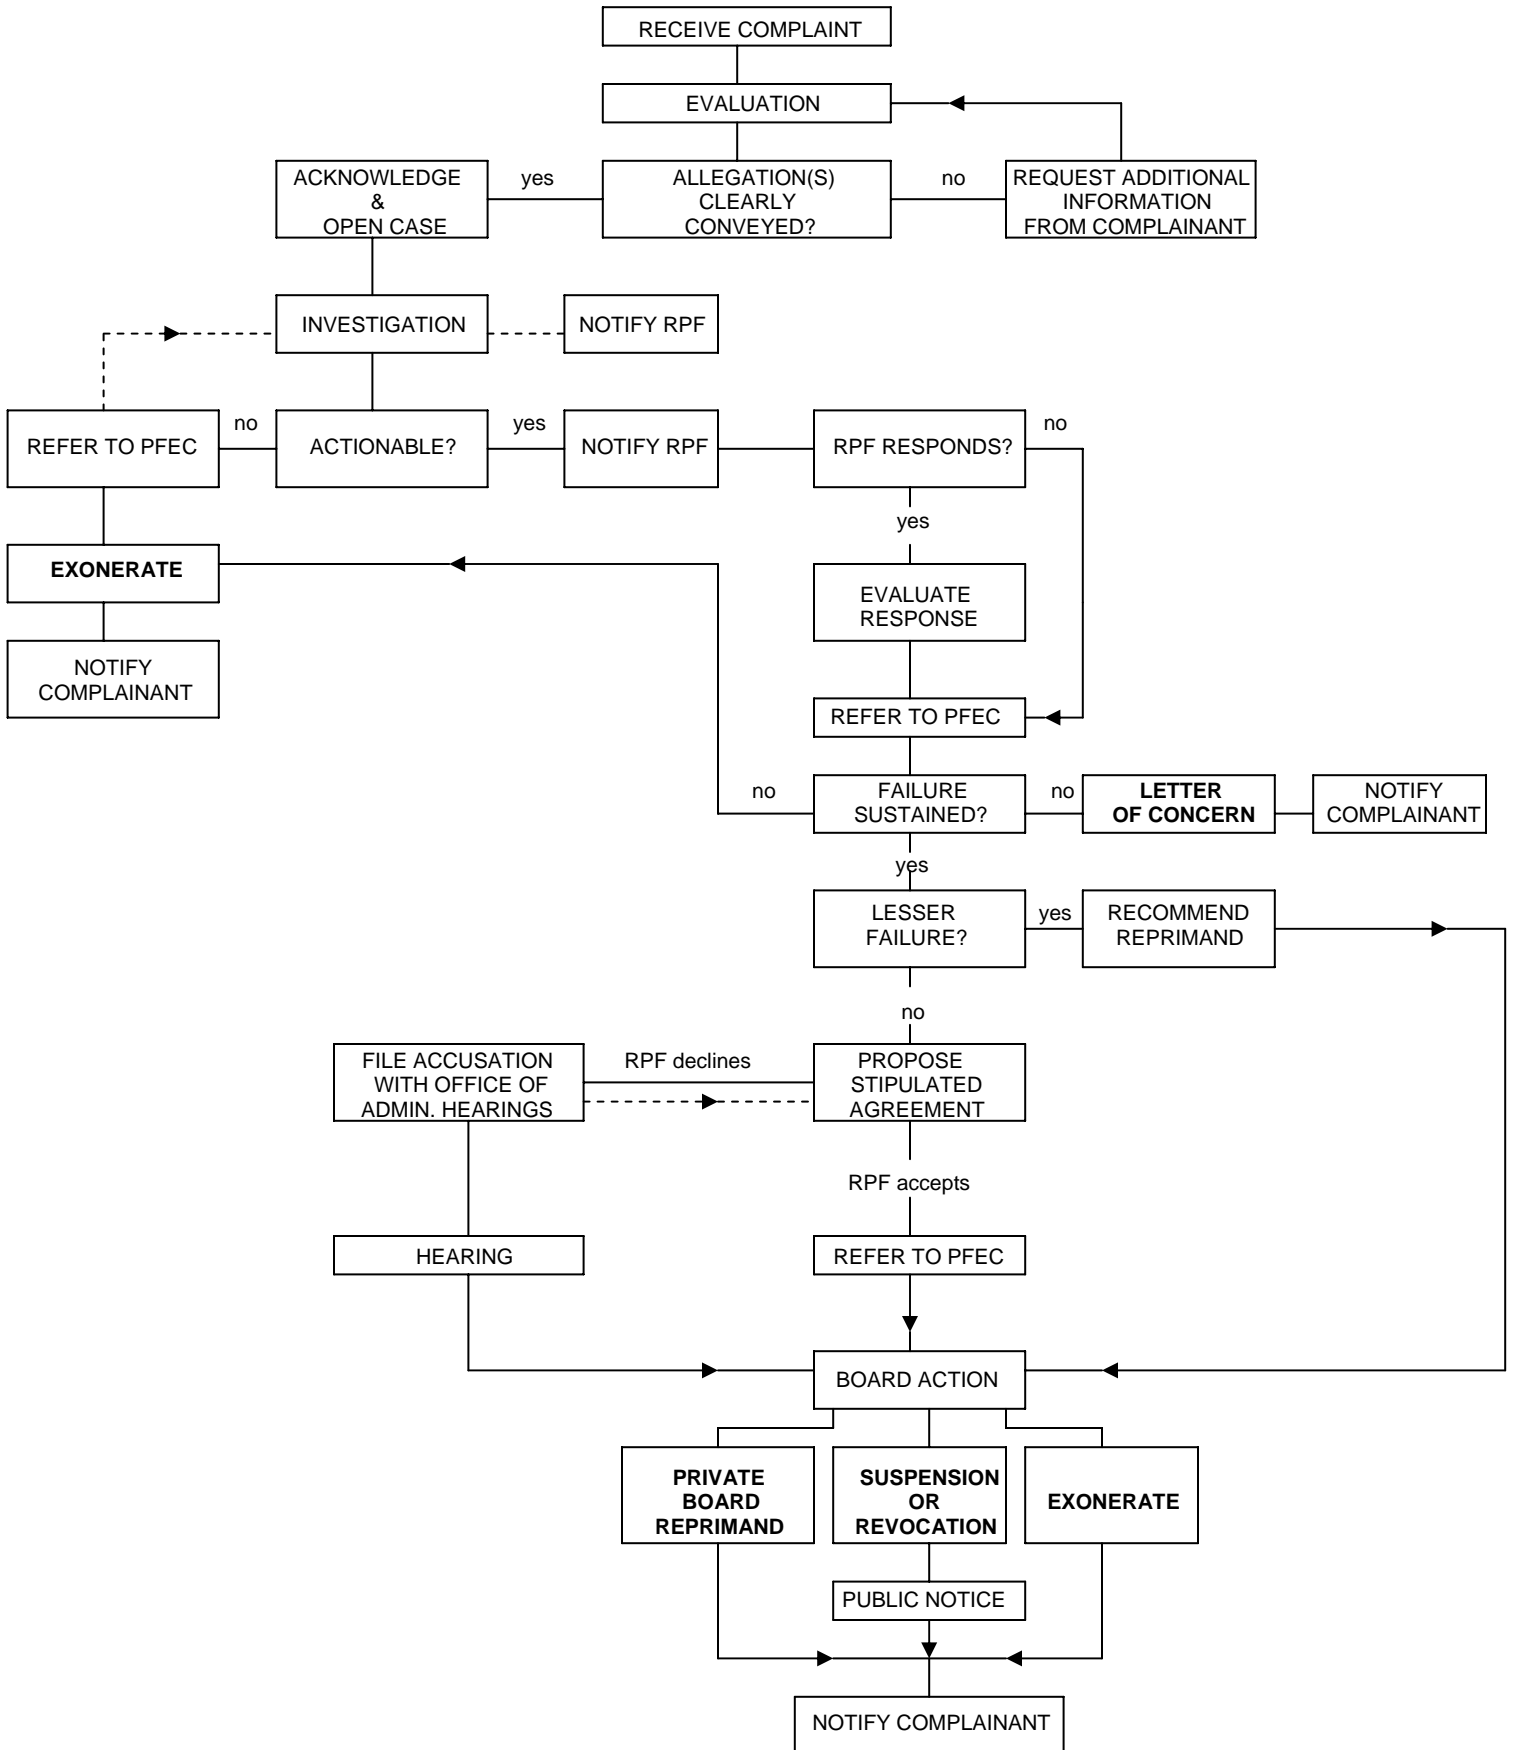 RECEIVE COMPLAINT
EVALUATION
ACKNOWLEDGE
&
OPEN CASE
yes
ALLEGATION(S)
CLEARLY
CONVEYED?
no
REQUEST ADDITIONAL
INFORMATION
FROM COMPLAINANT
INVESTIGATION
NOTIFY RPF
REFER TO PFEC
no
ACTIONABLE?
yes
NOTIFY RPF
RPF RESPONDS?
no
yes
EXONERATE
EVALUATE
RESPONSE
NOTIFY
COMPLAINANT
REFER TO PFEC
no
FAILURE
SUSTAINED?
no
LETTER
OF CONCERN
NOTIFY
COMPLAINANT
yes
LESSER
FAILURE?
yes
RECOMMEND
REPRIMAND
no
FILE ACCUSATION
WITH OFFICE OF
ADMIN. HEARINGS
RPF declines
PROPOSE
STIPULATED
AGREEMENT
RPF accepts
HEARING
REFER TO PFEC
BOARD ACTION
PRIVATE
BOARD
REPRIMAND
SUSPENSION
OR
REVOCATION
EXONERATE
PUBLIC NOTICE
NOTIFY COMPLAINANT